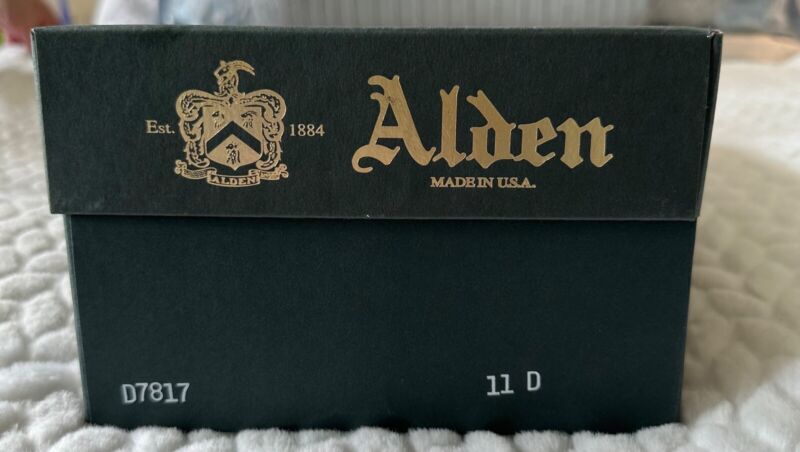 Est. 1884
ALDEN
Alden
MADE IN U.S.A.
D7817
11 D